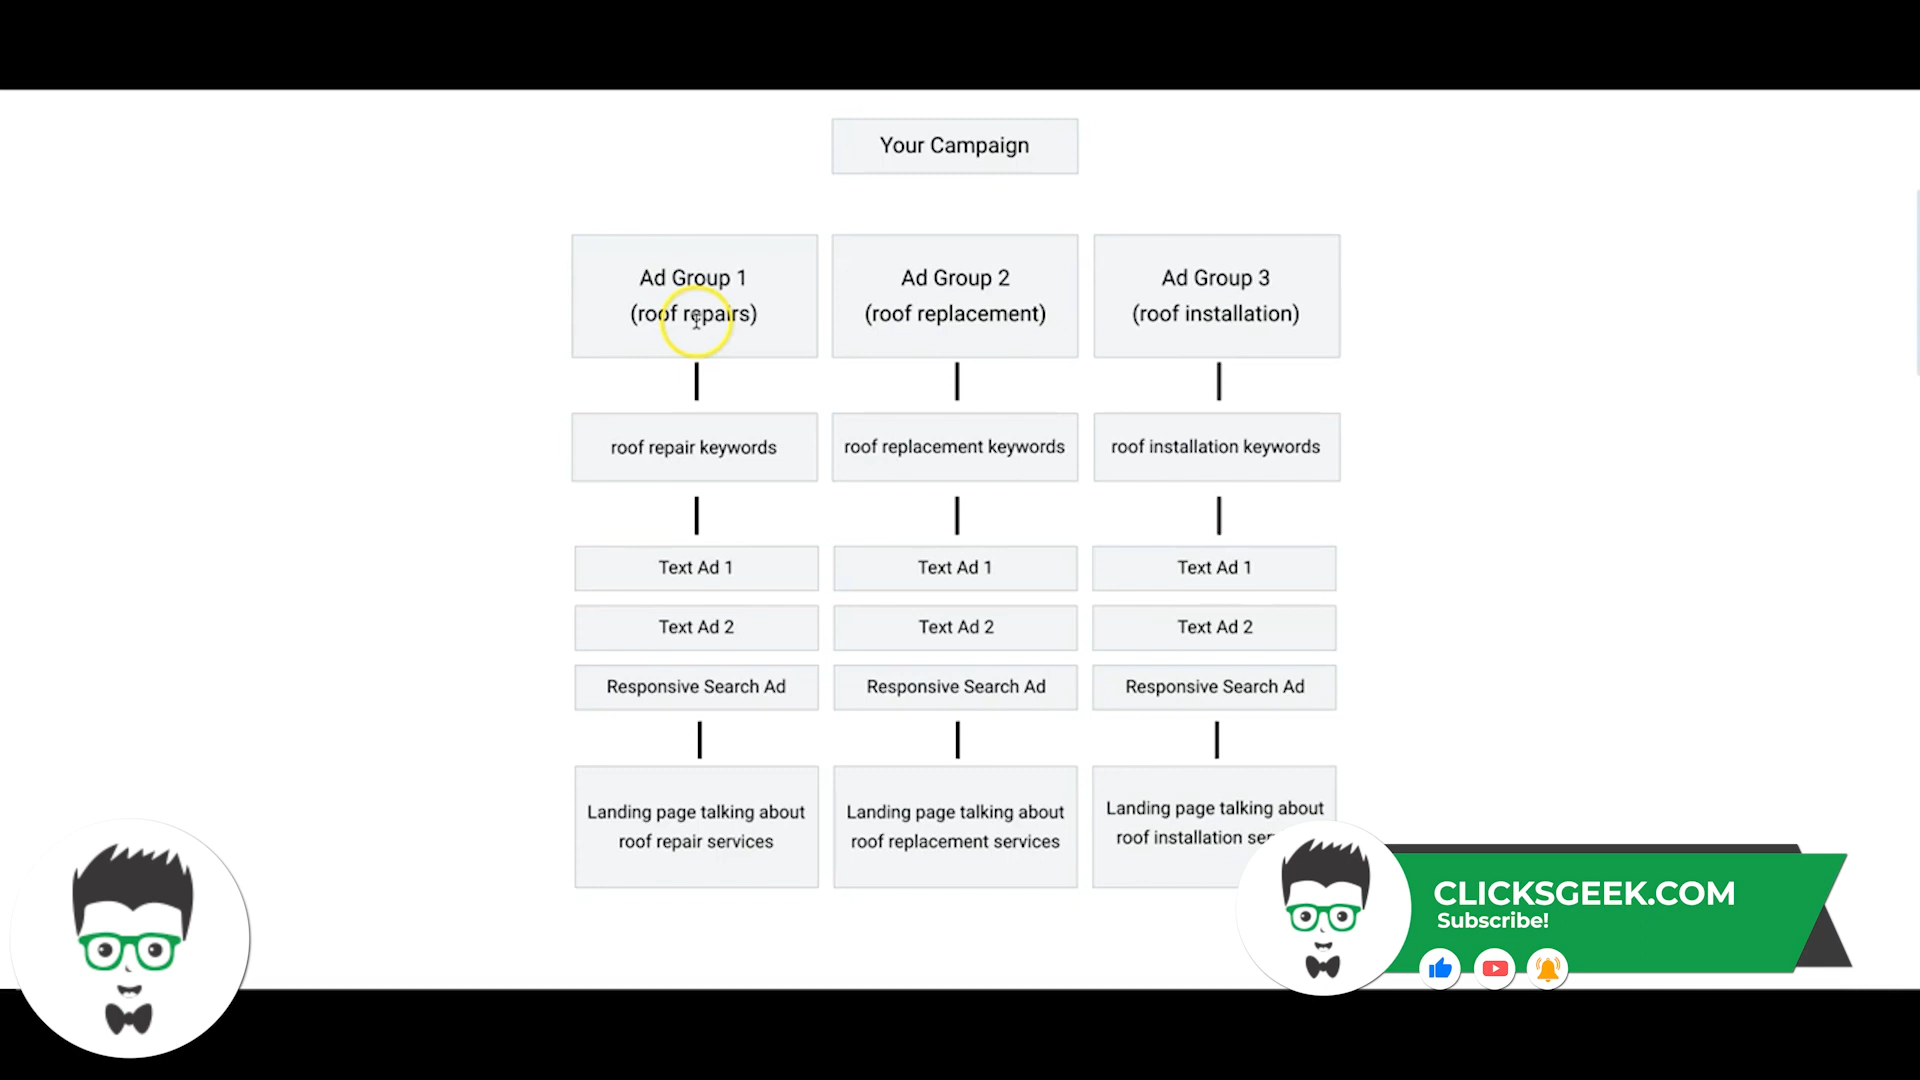 Your Campaign
Ad Group 1
(roof repairs)
Ad Group 2
(roof replacement)
Ad Group 3
(roof installation)
roof repair keywords
roof replacement keywords
roof installation keywords
Text Ad 1
Text Ad 1
Text Ad 1
Text Ad 2
Text Ad 2
Text Ad 2
Responsive Search Ad
Responsive Search Ad
Responsive Search Ad
Landing page talking about
roof repair services
Landing page talking about
roof replacement services
Landing page talking about
roof installation
CLICKSGEEK.COM
Subscribe!